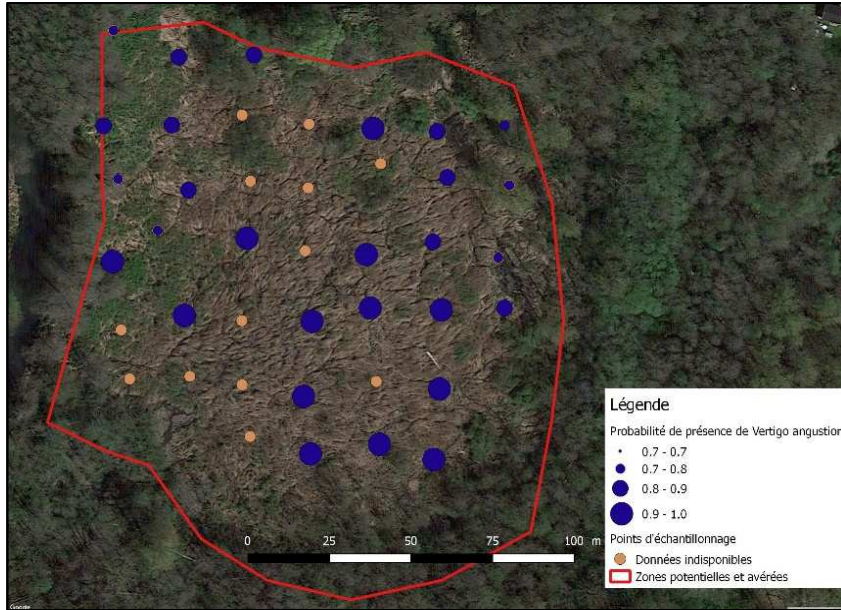 Légende
Probabilité de présence de Vertigo angustior
0.7 - 0.7
0.7 - 0.8
0.8 - 0.9
0.9 - 1.0
Points d'échantillonnage
Données indisponibles
Zones potentielles et avérées
0 25 50 75 100 m
Google